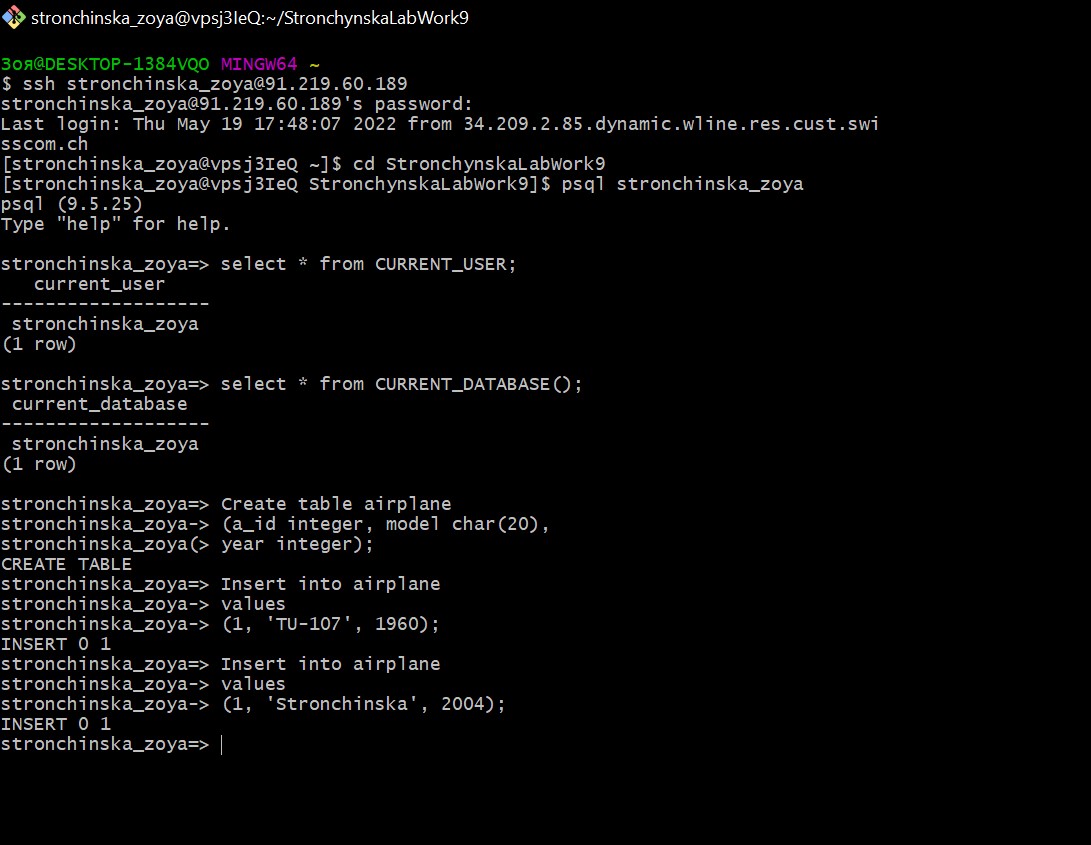 stronchinska_zoya@vpsj3IeQ:~/StronchynskaLabWork9
Зоя@DESKTOP-1384VQO MINGW64 ~
$ ssh stronchinska_zoya@91.219.60.189
stronchinska_zoya@91.219.60.189's password:
Last login: Thu May 19 17:48:07 2022 from 34.209.2.85.dynamic.wline.res.cust.swi
sscom.ch
[stronchinska_zoya@vpsj3IeQ ~]$ cd StronchynskaLabWork9
[stronchinska_zoya@vpsj3IeQ StronchynskaLabWork9]$ psql stronchinska_zoya
psql (9.5.25)
Type "help" for help.
stronchinska_zoya=> select * from CURRENT_USER;
current_user
-------------------
stronchinska_zoya
(1 row)
stronchinska_zoya=> select * from CURRENT_DATABASE();
current_database
-------------------
stronchinska_zoya
(1 row)
stronchinska_zoya=> Create table airplane
stronchinska_zoya-> (a_id integer, model char(20),
stronchinska_zoya(> year integer);
CREATE TABLE
stronchinska_zoya=> Insert into airplane
stronchinska_zoya-> values
stronchinska_zoya-> (1, 'TU-107', 1960);
INSERT 0 1
stronchinska_zoya=> Insert into airplane
stronchinska_zoya-> values
stronchinska_zoya-> (1, 'Stronchinska', 2004);
INSERT 0 1
stronchinska_zoya=>